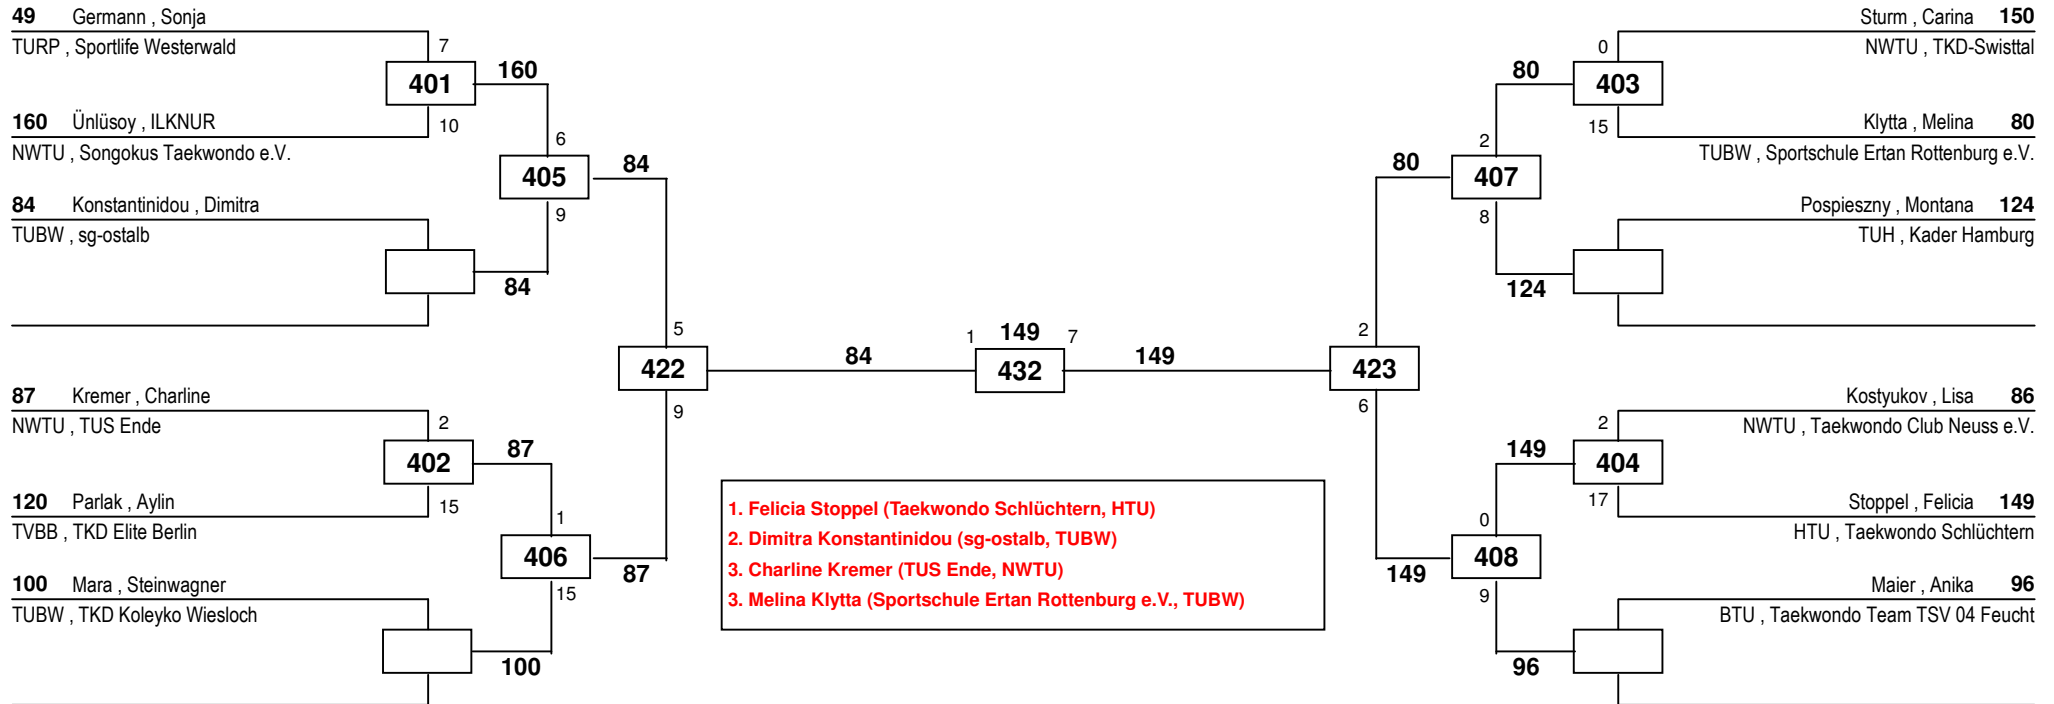 49 Germann , Sonja
TURP , Sportlife Westerwald
7
401
160
10
160 Ünlüsoy , ILKNUR
NWTU , Songokus Taekwondo e.V.
6
405
84
9
84 Konstantinidou , Dimitra
TUBW , sg-ostalb
84
5
422
84
9
87 Kremer , Charline
NWTU , TUS Ende
2
402
87
15
120 Parlak , Aylin
TVBB , TKD Elite Berlin
1
406
87
15
100 Mara , Steinwagner
TUBW , TKD Koleyko Wiesloch
100
1 149 7
432
149
1. Felicia Stoppel (Taekwondo Schlüchtern, HTU)
2. Dimitra Konstantinidou (sg-ostalb, TUBW)
3. Charline Kremer (TUS Ende, NWTU)
3. Melina Klytta (Sportschule Ertan Rottenburg e.V., TUBW)
Sturm , Carina 150
NWTU , TKD-Swisttal
0
80
403
15
Klytta , Melina 80
TUBW , Sportschule Ertan Rottenburg e.V.
2
80
407
8
Pospieszny , Montana 124
TUH , Kader Hamburg
124
2
423
6
Kostyukov , Lisa 86
NWTU , Taekwondo Club Neuss e.V.
2
149
404
17
Stoppel , Felicia 149
HTU , Taekwondo Schlüchtern
0
408
149
9
Maier , Anika 96
BTU , Taekwondo Team TSV 04 Feucht
96